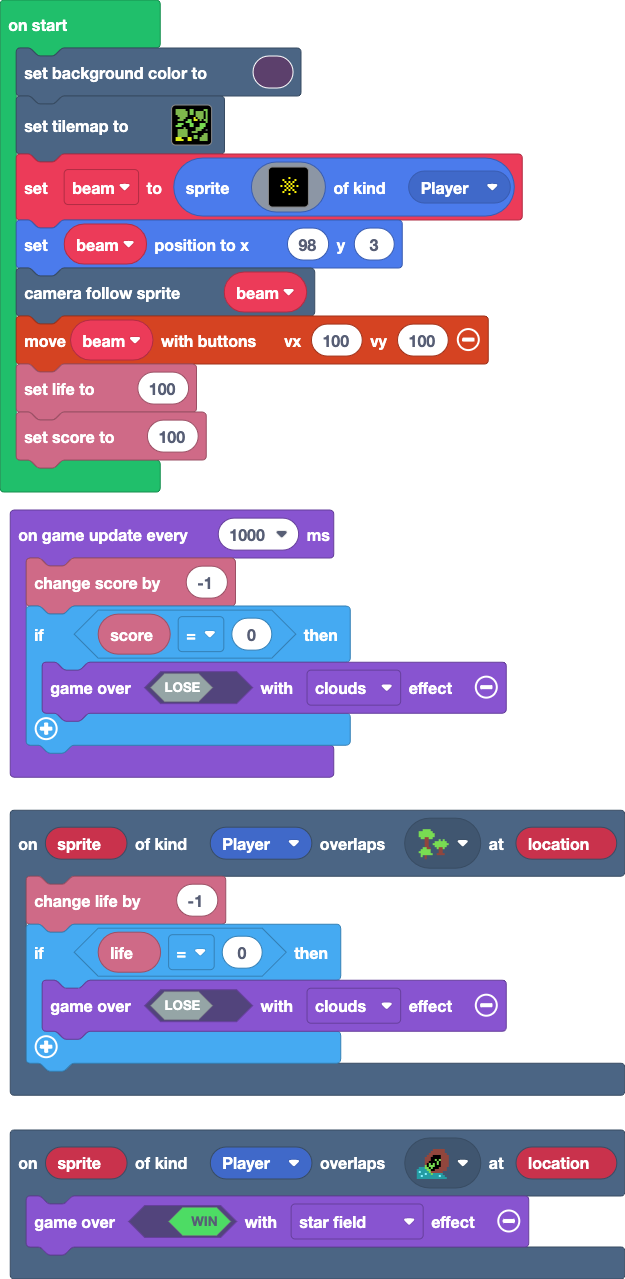 on start
set background color to
set tilemap to
set beam to sprite of kind Player
set beam position to x 98 y 3
camera follow sprite beam
move beam with buttons vx 100 vy 100
set life to 100
set score to 100
on game update every 1000 ms
change score by -1
if score = 0 then
game over LOSE with clouds effect
on sprite of kind Player overlaps at location
change life by -1
if life = 0 then
game over LOSE with clouds effect
on sprite of kind Player overlaps at location
game over WIN with star field effect